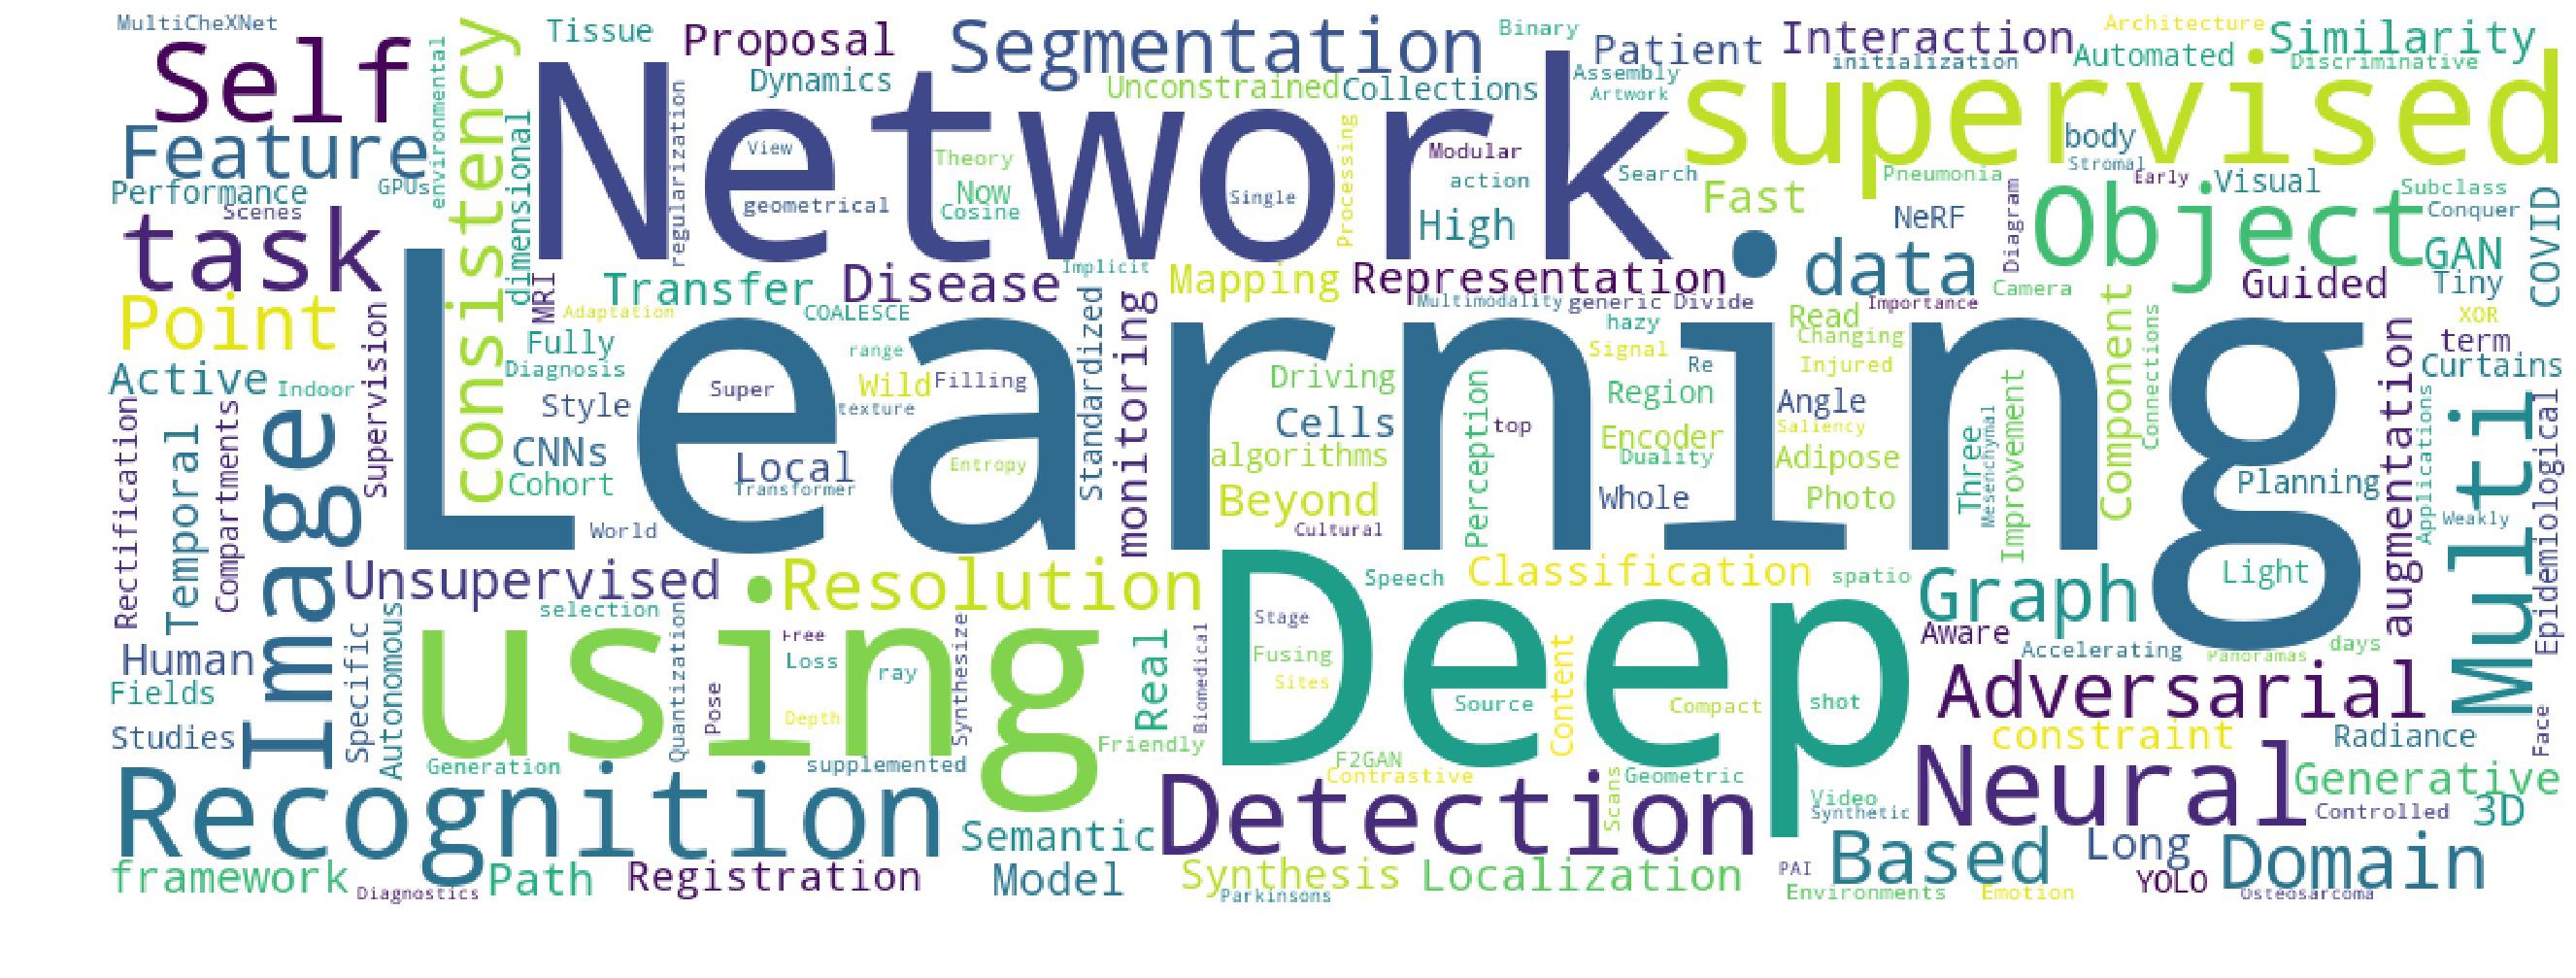 MultiCheXNet
Self
environmental
consistency
Tissue
Proposal
Segmentation
Binary
Patient
Interaction
Architecture
Similarity
Automated
initialization
Discriminative
Dynamics
Unconstrained
Collections
Assembly
Artwork
Network
supervised
Feature
dimensional
regularization
View
Theory
Processing
Modular
body
Stromal
Early
Visual
Performance
GPUs
Scenes
geometrical
Now
Cosine
Single
action
Search
Pneumonia
Fast
High
NeRF
Diagram
Object
Subclass
Conquer
COVID
task
GAN
Tiny
data
Guided
MRI
Transfer
Disease
Implicit
Mapping
Representation
Multimodality
generic
Divide
Importance
Camera
Point
Adaptation
COALESCE
Standardized
monitoring
hazy
Read
Changing
Component
Connections
XOR
term
Curtains
Supervision
Learning
Fully
Diagnosis
range
Signal
Re
Injured
augmentation
Active
Indoor
Super
Wild
Filling
texture
Driving
Region
Style
Cells
Perception
top
Angle
Saliency
Improvement
Rectification
Temporal
Compartments
Image
CNNs
Cohort
Local
Transformer
Entropy
algorithms
Encoder
Duality
Adipose
Three
Mesenchymal
Planning
Applications
Multi
Epidemiological
Beyond
Whole
Photo
Weakly
World
Cultural
Unsupervised
Resolution
Speech
Classification
spatio
Graph
Light
selection
Autonomous
Quantization
Synthesize
Deep
Stage
Aware
Accelerating
Panoramas
days
Human
Specific
using
Free
Loss
ray
Real
Biomedical
Fusing
Sites
Content
Fields
Pose
Depth
Source
Compact
shot
Adversarial
Studies
Friendly
constraint
Radiance
Face
Recognition
Generation
supplemented
F2GAN
Contrastive
Scans
Geometric
Neural
Generative
Detection
Video
Synthetic
Controlled
3D
Semantic
Based
Long
Domain
framework
Diagnostics
Path
Registration
Model
Synthesis
Parkinsons
Localization
PAI
Environments
Emotion
YOLO
Osteosarcoma